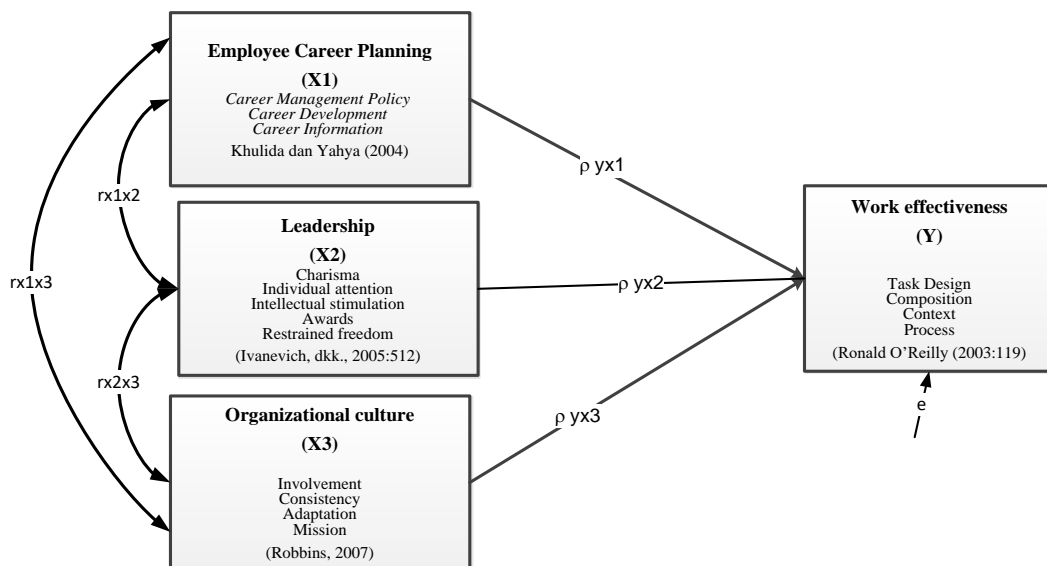 Employee Career Planning
(X1)
Career Management Policy
Career Development
Career Information
Khulida dan Yahya (2004)
rx1x2
rx1x3
rx2x3
Leadership
(X2)
Charisma
Individual attention
Intellectual stimulation
Awards
Restrained freedom
(Ivanevich, dkk., 2005:512)
Organizational culture
(X3)
Involvement
Consistency
Adaptation
Mission
(Robbins, 2007)
ρ yx1
ρ yx2
ρ yx3
Work effectiveness
(Y)
Task Design
Composition
Context
Process
(Ronald O’Reilly (2003:119)
e